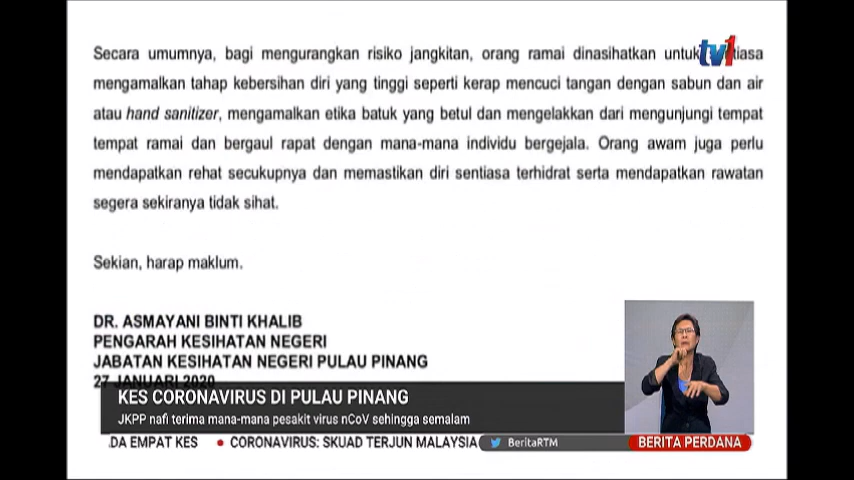 tv1
Secara umumnya, bagi mengurangkan risiko jangkitan, orang ramai dinasihatkan untuk
mengamalkan tahap kebersihan diri yang tinggi seperti kerap mencuci tangan dengan sabun dan air
atau hand sanitizer, mengamalkan etika batuk yang betul dan mengelakkan dari mengunjungi tempat
tempat ramai dan bergaul rapat dengan mana-mana individu bergejala. Orang awam juga perlu
mendapatkan rehat secukupnya dan memastikan diri sentiasa terhidrat serta mendapatkan rawatan
segera sekiranya tidak sihat.
Sekian, harap maklum.
DR. ASMAYANI BINTI KHALIB
PENGARAH KESIHATAN NEGERI
JABATAN KESIHATAN NEGERI PULAU PINANG
27 JANUARI 2020
KES CORONAVIRUS DI PULAU PINANG
JKPP nafi terima mana-mana pesakit virus nCoV sehingga semalam
DA EMPAT KES • CORONAVIRUS: SKUAD TERJUN MALAYSIA
BeritaRTM
BERITA PERDANA